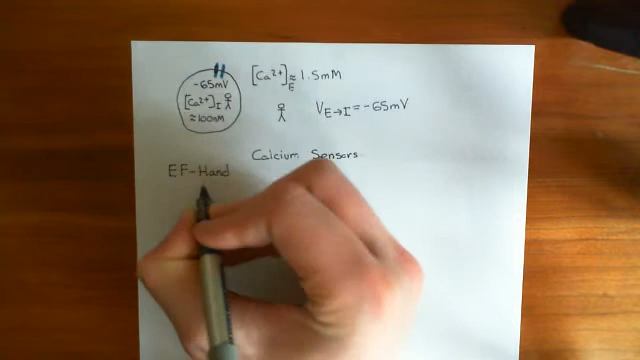 [Ca²⁺]E ≈ 1.5mM
-65mV
[Ca²⁺]I
≈100nM
VE→I = -65mV
Calcium Sensors
EF-Hand